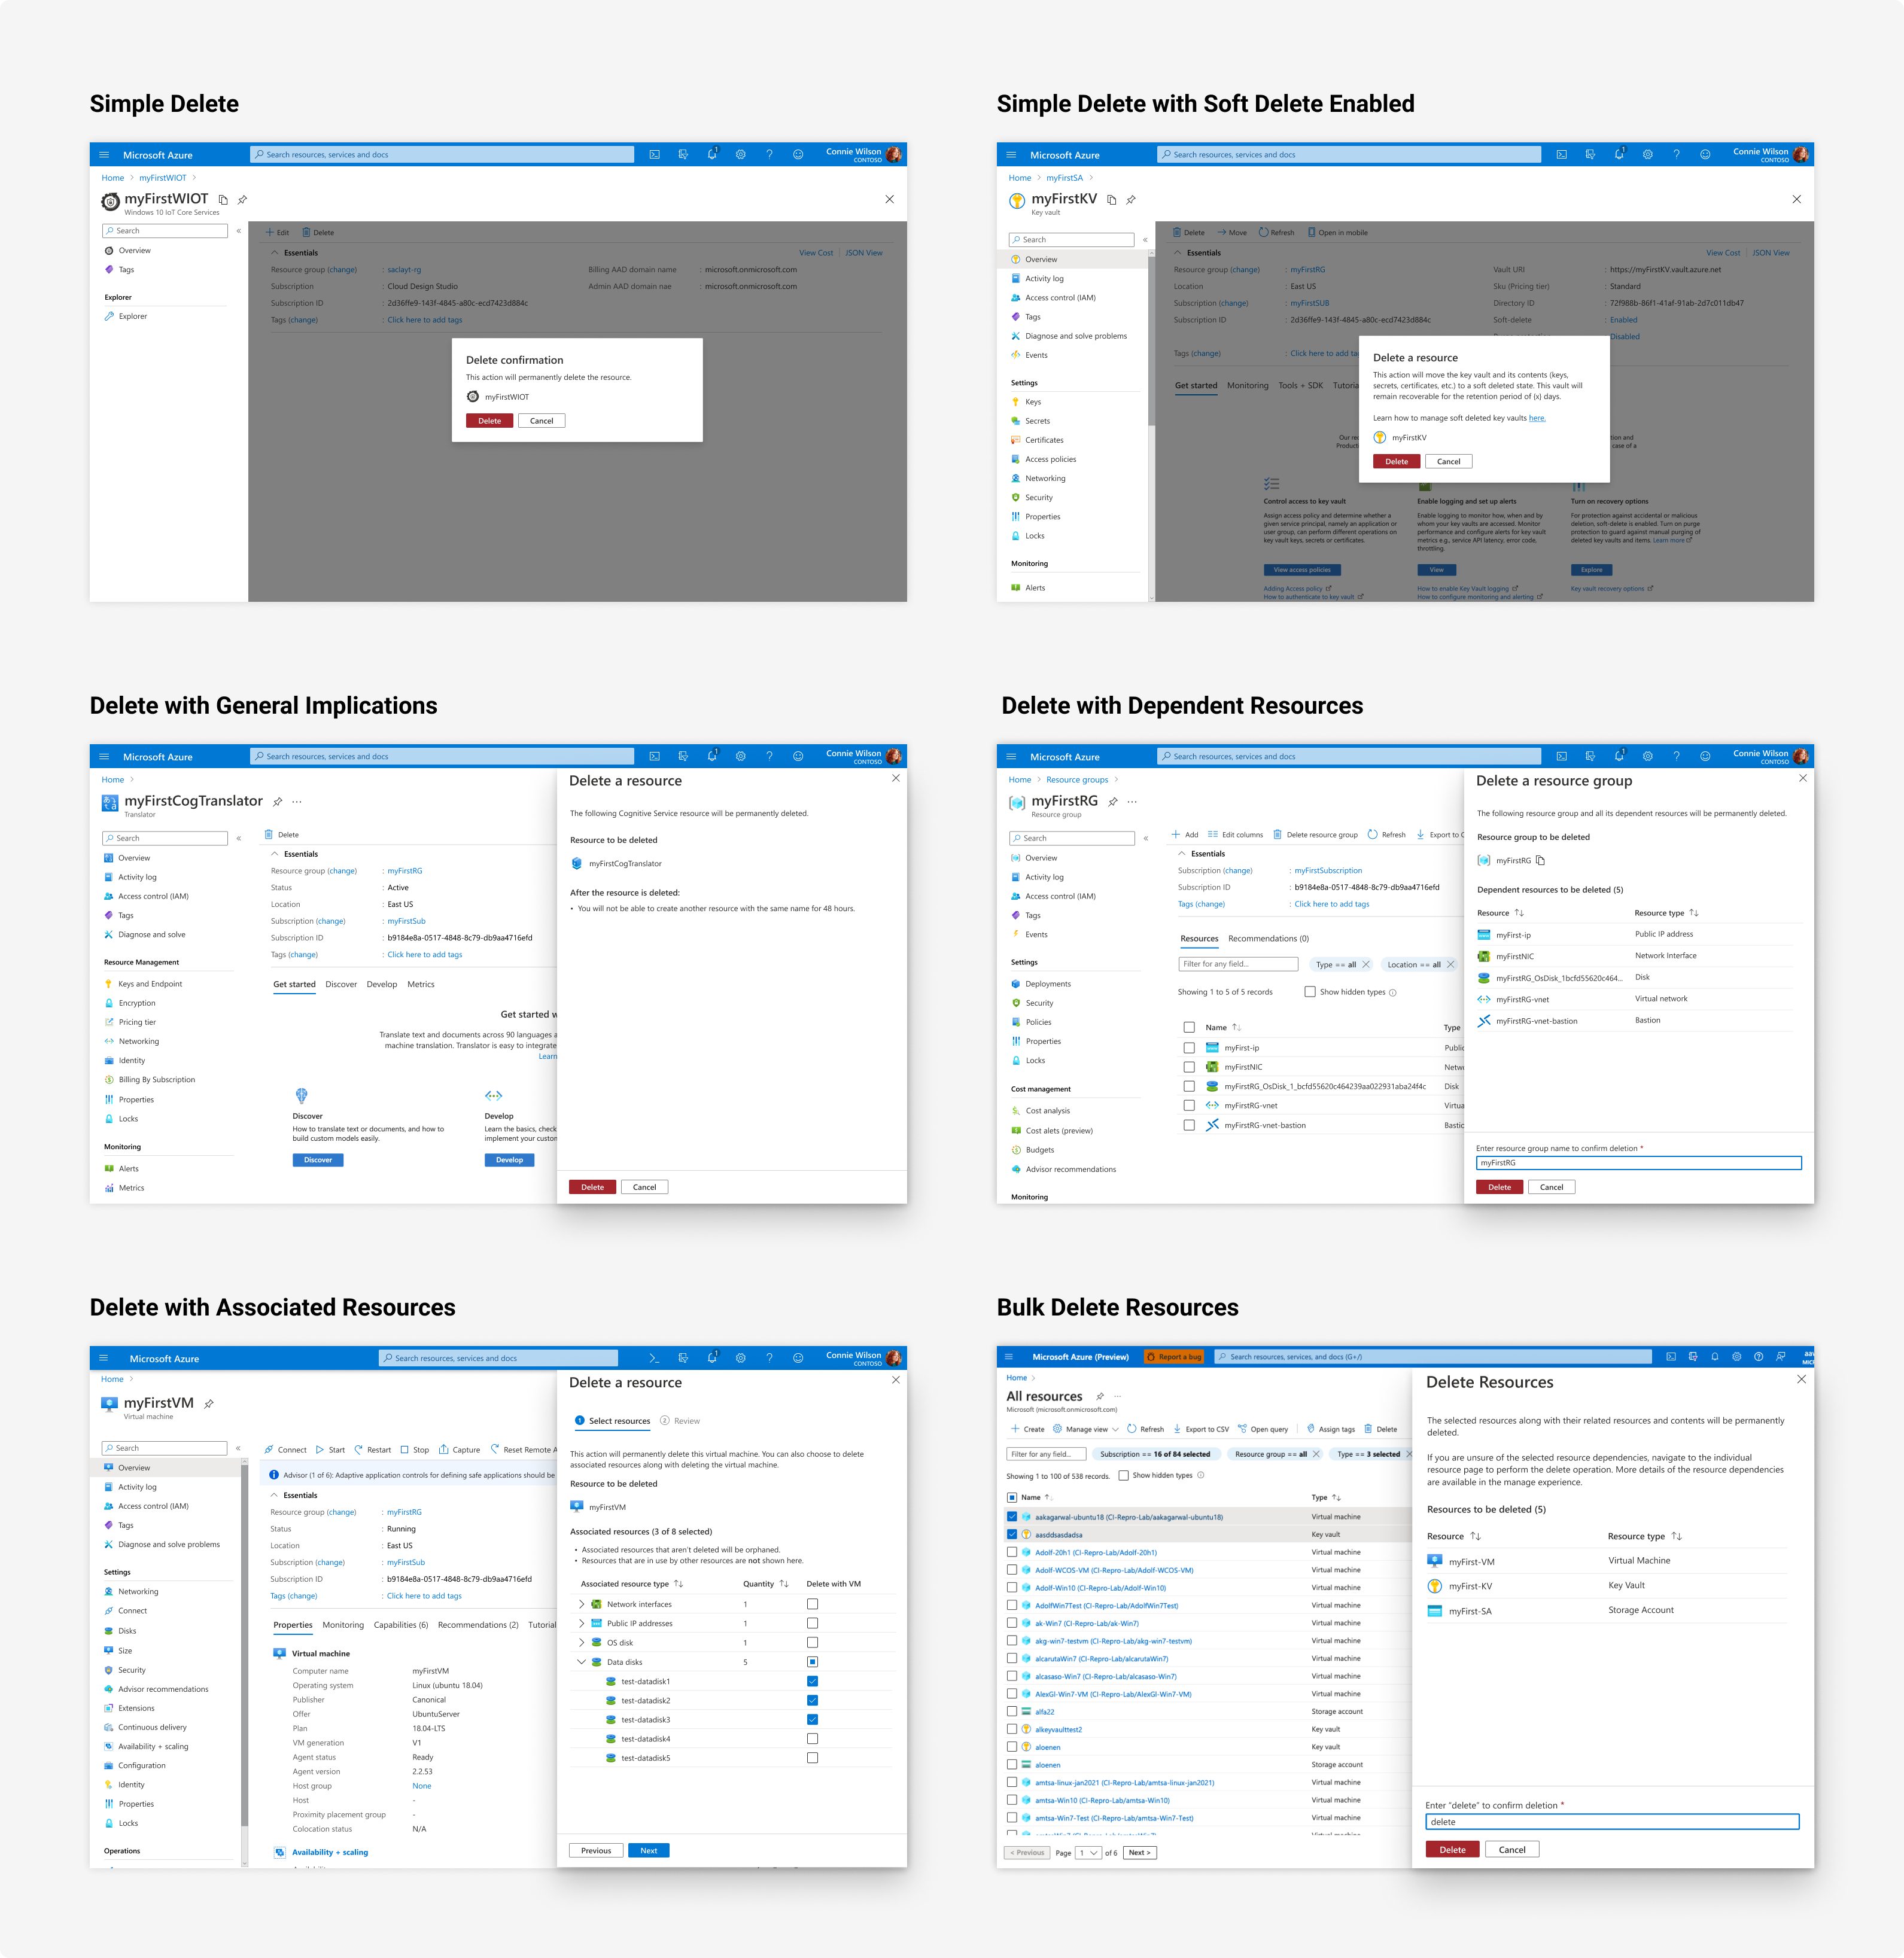 Simple Delete
Microsoft Azure
Search resources, services and docs
1
Connie Wilson
CONTOSO
Home > myFirstWIOT >
myFirstWIOT
Windows 10 IoT Core Services
Search
«
Overview
Tags
Explorer
Explorer
Edit Delete
Essentials
View Cost | JSON View
Resource group (change) : saclayt-rg Billing AAD domain name : microsoft.onmicrosoft.com
Subscription : Cloud Design Studio Admin AAD domain nae : microsoft.onmicrosoft.com
Subscription ID : 2d36ffe9-143f-4845-a80c-ecd7423d884c
Tags (change) : Click here to add tags
Delete confirmation
This action will permanently delete the resource.
myFirstWIOT
Delete Cancel
Simple Delete with Soft Delete Enabled
Microsoft Azure
Search resources, services and docs
1
Connie Wilson
CONTOSO
Home > myFirstSA >
myFirstKV
Key vault
Search
«
Overview
Activity log
Access control (IAM)
Tags
Diagnose and solve problems
Events
Settings
Keys
Secrets
Certificates
Access policies
Networking
Security
Properties
Locks
Monitoring
Alerts
Delete Move Refresh Open in mobile
Essentials
View Cost | JSON View
Resource group (change) : myFirstRG Vault URI : https://myFirstKV.vault.azure.net
Location : East US Sku (Pricing tier) : Standard
Subscription (change) : myFirstSUB Directory ID : 72f988b-86f1-41af-91ab-2d7c011db47
Subscription ID : 2d36ffe9-143f-4845-a80c-ecd7423d884c Soft-delete : Enabled
Disabled
Tags (change) : Click here to add ta
Get started Monitoring Tools + SDK Tutoria
Delete a resource
This action will move the key vault and its contents (keys,
secrets, certificates, etc.) to a soft deleted state. This vault will
remain recoverable for the retention period of (x) days.
Learn how to manage soft deleted key vaults here.
myFirstKV
Delete Cancel
Our re
Product
tion and
case of a
Control access to key vault
Assign access policy and determine whether a
given service principal, namely an application or
user group, can perform different operations on
key vault keys, secrets or certificates.
View access policies
Adding Access policy
How to authenticate to key vault
Enable logging and set up alerts
Enable logging to monitor how, when and by
whom your key vaults are accessed. Monitor
performance and configure alerts for key vault
metrics e.g., service API latency, error code,
throttling.
View
How to enable Key Vault logging
How to configure monitoring and alerting
Turn on recovery options
For protection against accidental or malicious
deletion, soft-delete is enabled. Turn on purge
protection to guard against manual purging of
deleted key vaults and items. Learn more
Explore
Key vault recovery options
Delete with General Implications
Microsoft Azure
Search resources, services and docs
1
Connie Wilson
CONTOSO
Home >
myFirstCogTranslator ...
Translator
Search
«
Overview
Activity log
Access control (IAM)
Tags
Diagnose and solve
Resource Management
Keys and Endpoint
Encryption
Pricing tier
Networking
Identity
Billing By Subscription
Properties
Locks
Monitoring
Alerts
Metrics
Delete
Essentials
Resource group (change) : myFirstRG
Status : Active
Location : East US
Subscription (change) : myFirstSub
Subscription ID : b9184e8a-0517-4848-8c79-db9aa4716efd
Tags (change) : Click here to add tags
Get started Discover Develop Metrics
Get started w
Translate text and documents across 90 languages a
machine translation. Translator is easy to integrate
Learn
Discover
How to translate text or documents, and how to
build custom models easily.
Discover
Develop
Learn the basics, check
implement your custon
Develop
Delete a resource
The following Cognitive Service resource will be permanently deleted.
Resource to be deleted
myFirstCogTranslator
After the resource is deleted:
• You will not be able to create another resource with the same name for 48 hours.
Delete Cancel
Delete with Dependent Resources
Microsoft Azure
Search resources, services and docs
1
Connie Wilson
CONTOSO
Home > Resource groups >
myFirstRG ...
Resource group
Search
«
Overview
Activity log
Access control (IAM)
Tags
Events
Settings
Deployments
Security
Policies
Properties
Locks
Cost management
Cost analysis
Cost alets (preview)
Budgets
Advisor recommendations
Monitoring
Add Edit columns Delete resource group Refresh Export to C
Essentials
Subscription (change) : myFirstSubscription
Subscription ID : b9184e8a-0517-4848-8c79-db9aa4716efd
Tags (change) : Click here to add tags
Resources Recommendations (0)
Filter for any field... Type == all Location == all
Showing 1 to 5 of 5 records Show hidden types
Name Type
myFirst-ip Public
myFirstNIC Netwo
myFirstRG_OsDisk_1_bcfd55620c464239aa022931aba24f4c Disk
myFirstRG-vnet Virtua
myFirstRG-vnet-bastion Bastic
Delete a resource group
The following resource group and all its dependent resources will be permanently deleted.
Resource group to be deleted
myFirstRG
Dependent resources to be deleted (5)
Resource Resource type
myFirst-ip Public IP address
myFirstNIC Network Interface
myFirstRG_OsDisk_1bcfd55620c464... Disk
myFirstRG-vnet Virtual network
myFirstRG-vnet-bastion Bastion
Enter resource group name to confirm deletion *
myFirstRG
Delete Cancel
Delete with Associated Resources
Microsoft Azure
Search resources, services and docs
1
Connie Wilson
CONTOSO
Home >
myFirstVM
Virtual machine
Search
«
Overview
Activity log
Access control (IAM)
Tags
Diagnose and solve problems
Settings
Networking
Connect
Disks
Size
Security
Advisor recommendations
Extensions
Continuous delivery
Availability + scaling
Configuration
Identity
Properties
Locks
Operations
Connect Start Restart Stop Capture Reset Remote A
Advisor (1 of 6): Adaptive application controls for defining safe applications should be
Essentials
Resource group (change) : myFirstRG
Status : Running
Location : East US
Subscription (change) : myFirstSub
Subscription ID : b9184e8a-0517-4848-8c79-db9aa4716efd
Tags (change) : Click here to add tags
Properties Monitoring Capabilities (6) Recommendations (2) Tutorial
Virtual machine
Computer name myFirstVM
Operating system Linux (ubuntu 18.04)
Publisher Canonical
Offer UbuntuServer
Plan 18.04-LTS
VM generation V1
Agent status Ready
Agent version 2.2.53
Host group None
Host -
Proximity placement group -
Colocation status N/A
Availability + scaling
Delete a resource
1 Select resources 2 Review
This action will permanently delete this virtual machine. You can also choose to delete
associated resources along with deleting the virtual machine.
Resource to be deleted
myFirstVM
Associated resources (3 of 8 selected)
• Associated resources that aren't deleted will be orphaned.
• Resources that are in use by other resources are not shown here.
Associated resource type Quantity Delete with VM
Network interfaces 1
Public IP addresses 1
OS disk 1
Data disks 5
test-datadisk1
test-datadisk2
test-datadisk3
test-datadisk4
test-datadisk5
Previous Next
Bulk Delete Resources
Microsoft Azure (Preview)
Report a bug
Search resources, services, and docs (G+/)
Home >
All resources ...
Microsoft (microsoft.onmicrosoft.com)
Create Manage view Refresh Export to CSV Open query Assign tags Delete
Filter for any field... Subscription == 16 of 84 selected Resource group == all Type == 3 selected
Showing 1 to 100 of 538 records. Show hidden types
Name Type
aakagarwal-ubuntu18 (CI-Repro-Lab/aakagarwal-ubuntu18) Virtual machine
aasddsasdadsa Key vault
Adolf-20h1 (CI-Repro-Lab/Adolf-20h1) Virtual machine
Adolf-WCOS-VM (CI-Repro-Lab/Adolf-WCOS-VM) Virtual machine
Adolf-Win10 (CI-Repro-Lab/Adolf-Win10) Virtual machine
AdolfWin7Test (CI-Repro-Lab/AdolfWin7Test) Virtual machine
ak-Win7 (CI-Repro-Lab/ak-Win7) Virtual machine
akg-win7-testvm (CI-Repro-Lab/akg-win7-testvm) Virtual machine
alcarutaWin7 (CI-Repro-Lab/alcarutaWin7) Virtual machine
alcasaso-Win7 (CI-Repro-Lab/alcasaso-Win7) Virtual machine
AlexGl-Win7-VM (CI-Repro-Lab/AlexGl-Win7-VM) Virtual machine
alfa22 Storage account
alkeyvaulttest2 Key vault
aloenen Key vault
aloenen Storage account
amtsa-linux-jan2021 (CI-Repro-Lab/amtsa-linux-jan2021) Virtual machine
amtsa-Win10 (CI-Repro-Lab/amtsa-Win10) Virtual machine
amtsa-Win7-Test (CI-Repro-Lab/amtsa-Win7-Test) Virtual machine
< Previous Page 1 of 6 Next >
Delete Resources
The selected resources along with their related resources and contents will be permanently
deleted.
If you are unsure of the selected resource dependencies, navigate to the individual
resource page to perform the delete operation. More details of the resource dependencies
are available in the manage experience.
Resources to be deleted (5)
Resource Resource type
myFirst-VM Virtual Machine
myFirst-KV Key Vault
myFirst-SA Storage Account
Enter “delete” to confirm deletion *
delete
Delete Cancel